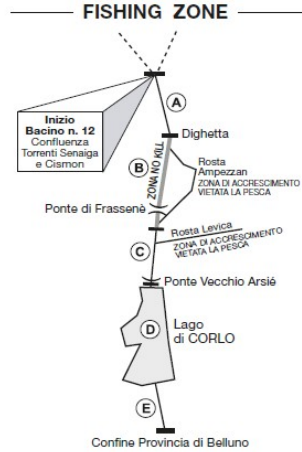 FISHING ZONE
Inizio
Bacino n. 12
Confluenza
Torrenti Senaiga
e Cismon
A
Dighetta
B
ZONA NO KILL
Rosta
Ampezzan
ZONA DI ACCRESCIMENTO
VIETATA LA PESCA
Ponte di Frassenè
Rosta Levica
ZONA DI ACCRESCIMENTO
VIETATA LA PESCA
C
Ponte Vecchio Arsiè
D
Lago
di CORLO
E
Confine Provincia di Belluno